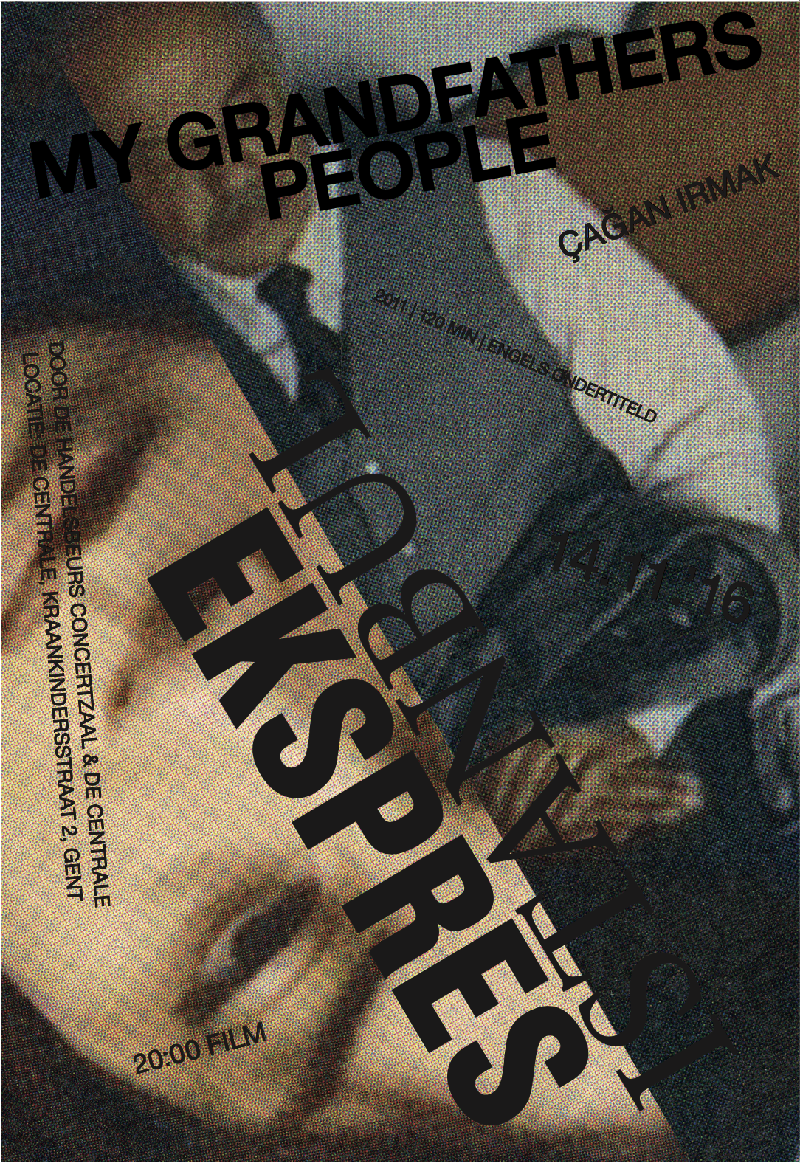 MY GRANDFATHERS
PEOPLE
ÇAĞAN IRMAK
2011 | 120 MIN | ENGELS ONDERTITELD
14.11.'16
DOOR DE HANDELSBEURS CONCERTZAAL & DE CENTRALE
LOCATIE: DE CENTRALE, KRAANKINDERSSTRAAT 2, GENT
ISTANBUL
EKSPRES
20:00 FILM